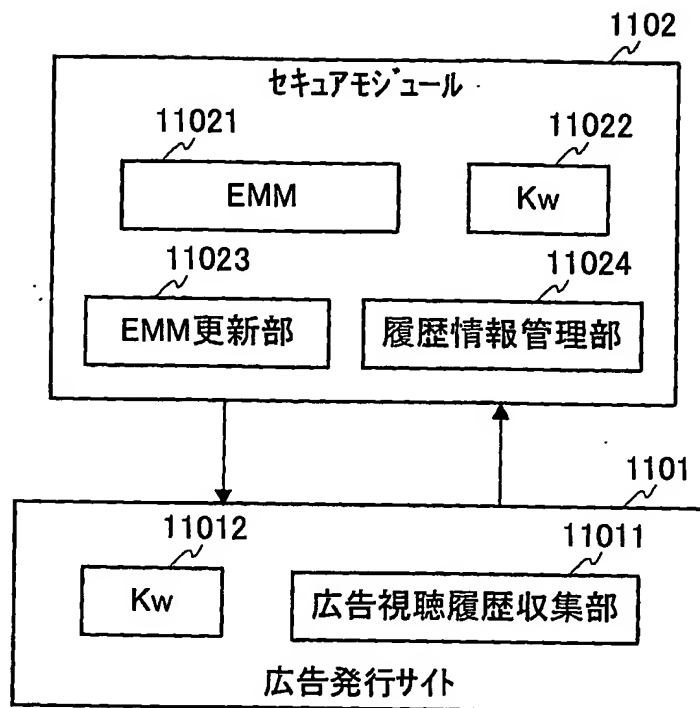 1102
セキュアモジュール
11021
11022
EMM
Kw
11023
11024
EMM更新部
履歴情報管理部
1101
11012
11011
Kw
広告視聴履歴収集部
広告発行サイト